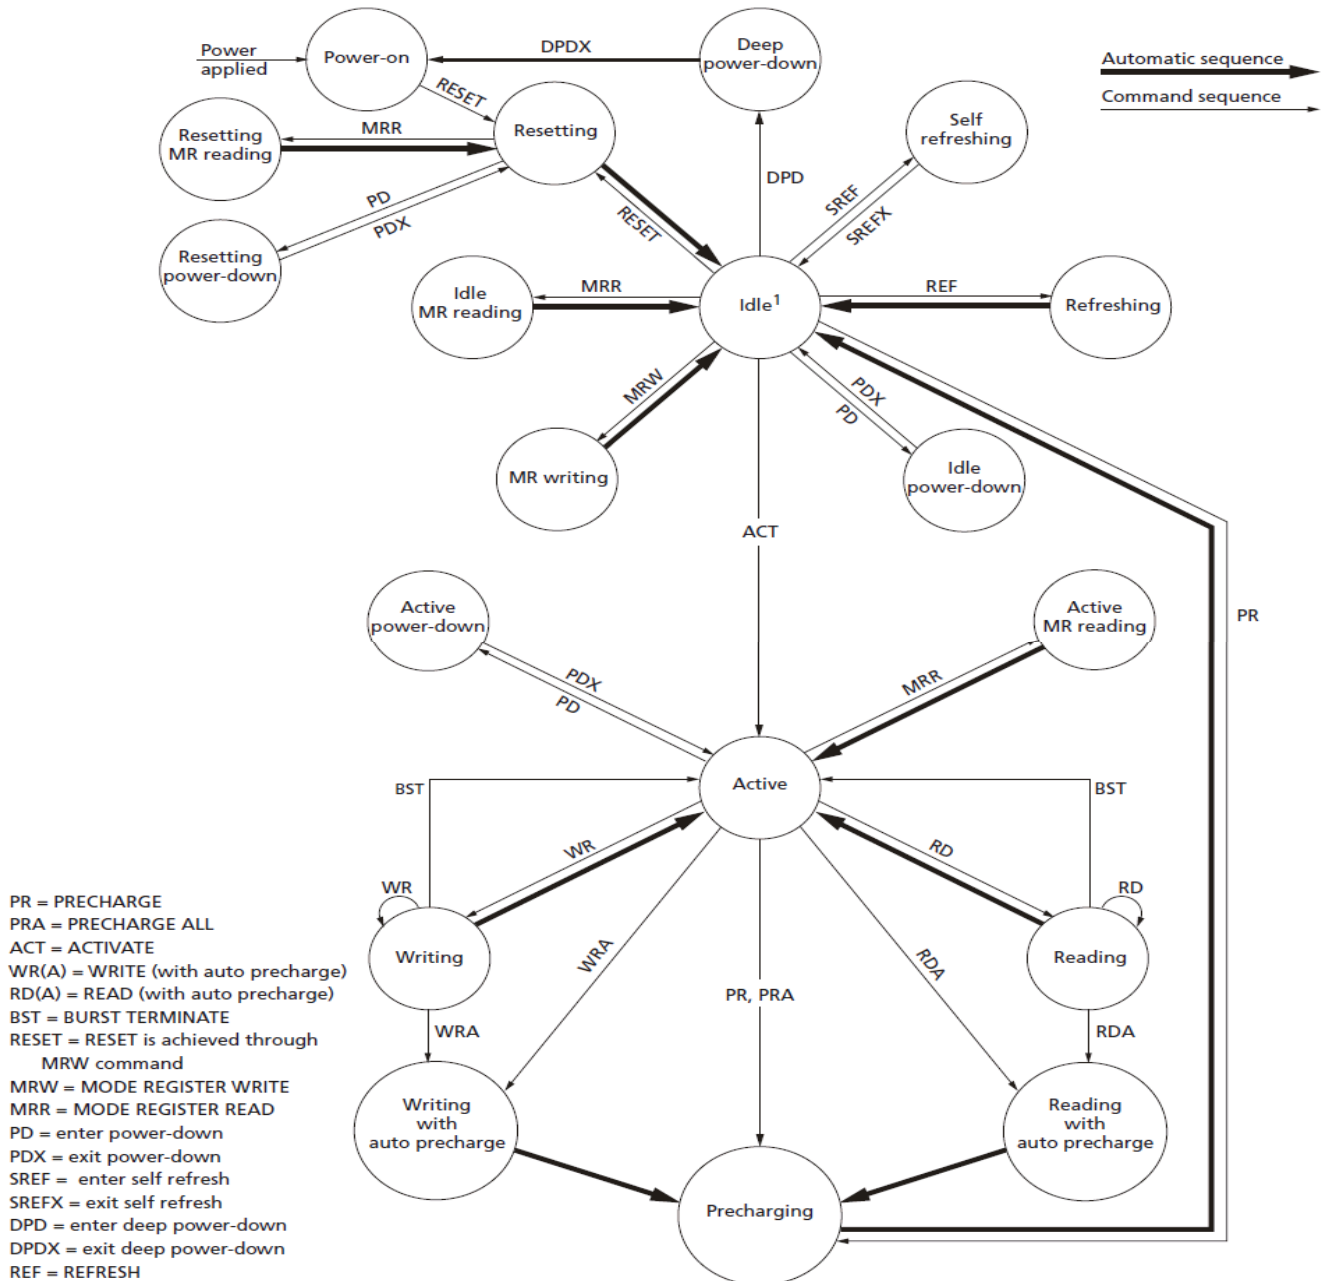 Power
applied
Power-on
DPDX
Deep
power-down
Automatic sequence
Command sequence
RESET
Resetting
MR reading
MRR
Resetting
Self
refreshing
DPD
PD
PDX
SREF
SREFX
RESET
Resetting
power-down
Idle
MR reading
MRR
Idle1
REF
Refreshing
MRW
PDX
PD
MR writing
Idle
power-down
ACT
Active
power-down
Active
MR reading
PR
PDX
PD
MRR
Active
BST
BST
WR
RD
WR
RD
Writing
Reading
WRA
RDA
PR, PRA
WRA
RDA
Writing
with
auto precharge
Reading
with
auto precharge
Precharging
PR = PRECHARGE
PRA = PRECHARGE ALL
ACT = ACTIVATE
WR(A) = WRITE (with auto precharge)
RD(A) = READ (with auto precharge)
BST = BURST TERMINATE
RESET = RESET is achieved through
MRW command
MRW = MODE REGISTER WRITE
MRR = MODE REGISTER READ
PD = enter power-down
PDX = exit power-down
SREF = enter self refresh
SREFX = exit self refresh
DPD = enter deep power-down
DPDX = exit deep power-down
REF = REFRESH